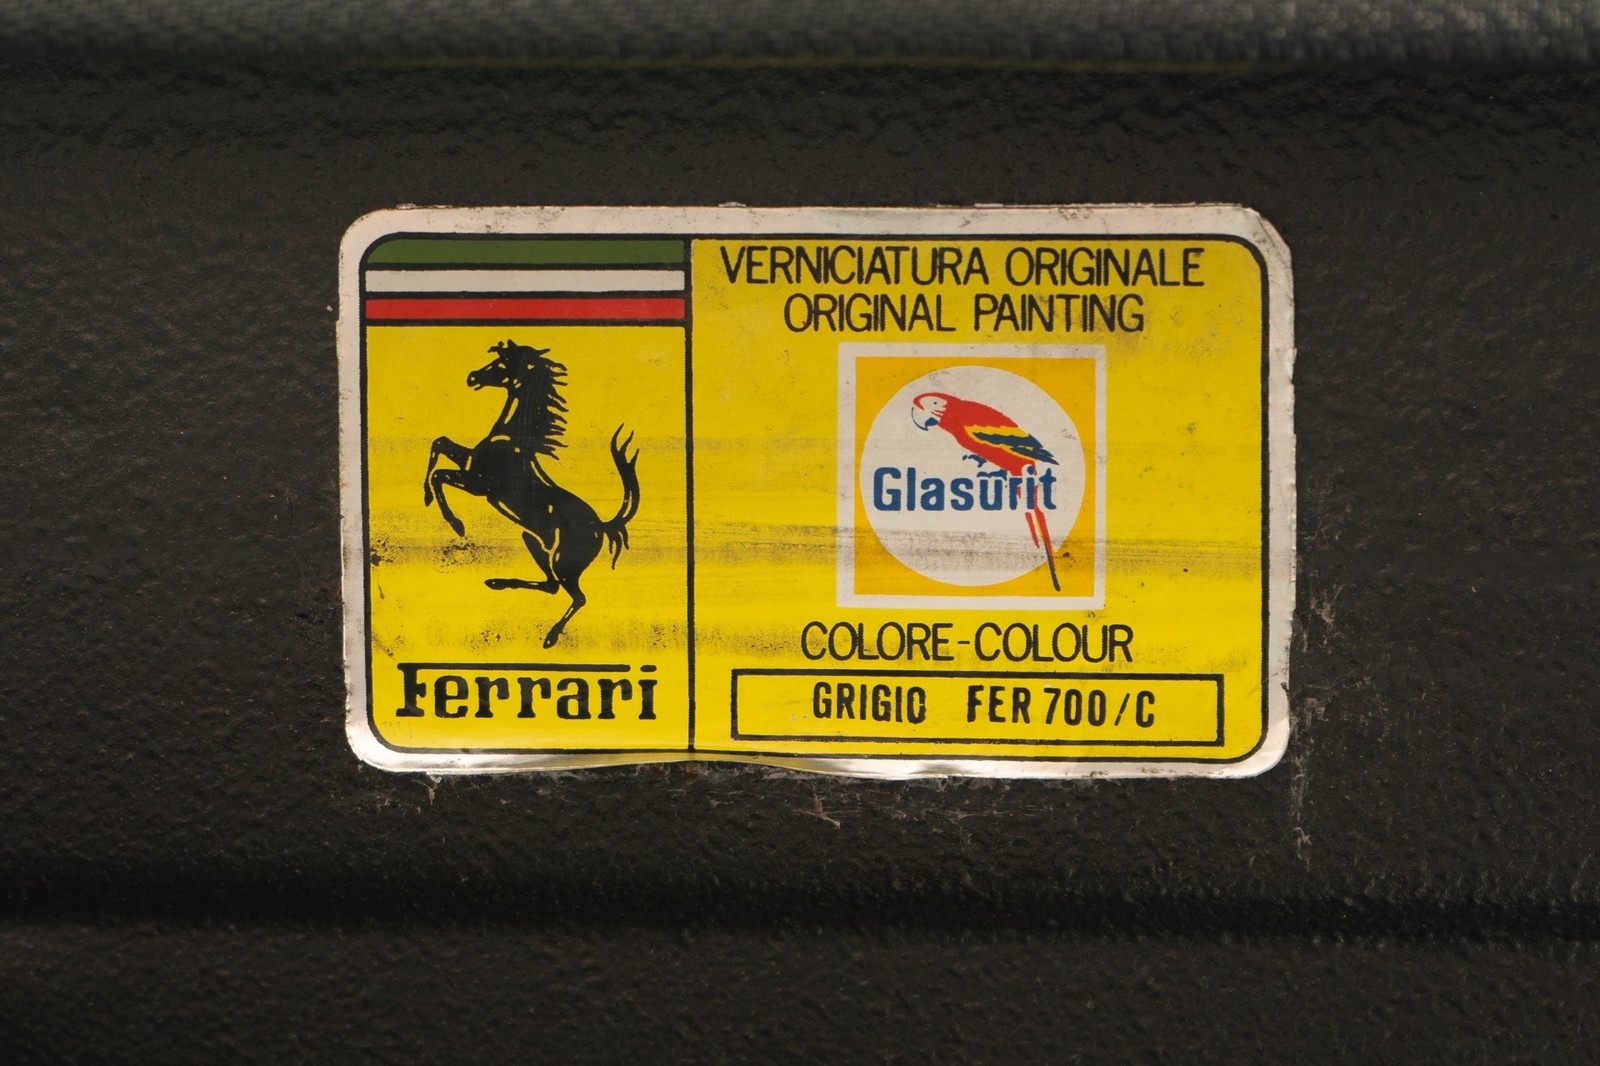 VERNICIATURA ORIGINALE
ORIGINAL PAINTING
Glasurit
COLORE-COLOUR
GRIGIO FER 700/C
Ferrari